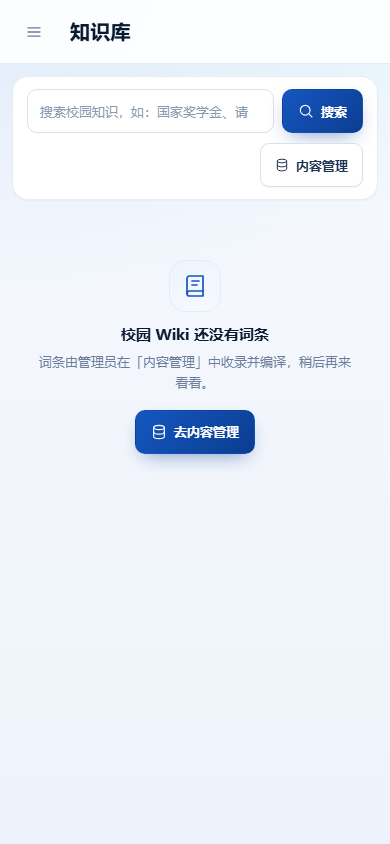 知识库
搜索校园知识，如：国家奖学金、请
搜索
内容管理
校园 Wiki 还没有词条
词条由管理员在「内容管理」中收录并编译，稍后再来
看看。
去内容管理